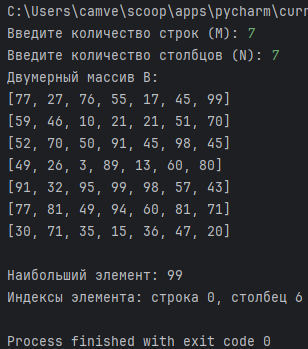 C:\Users\camve\scoop\apps\pycharm\curr
Введите количество строк (M): 7
Введите количество столбцов (N): 7
Двумерный массив B:
[77, 27, 76, 55, 17, 45, 99]
[59, 46, 10, 21, 21, 51, 70]
[52, 70, 50, 91, 45, 98, 45]
[49, 26, 3, 89, 13, 60, 80]
[91, 32, 95, 99, 98, 57, 43]
[77, 81, 49, 94, 60, 81, 71]
[30, 71, 35, 15, 36, 47, 20]
Наибольший элемент: 99
Индексы элемента: строка 0, столбец 6
Process finished with exit code 0